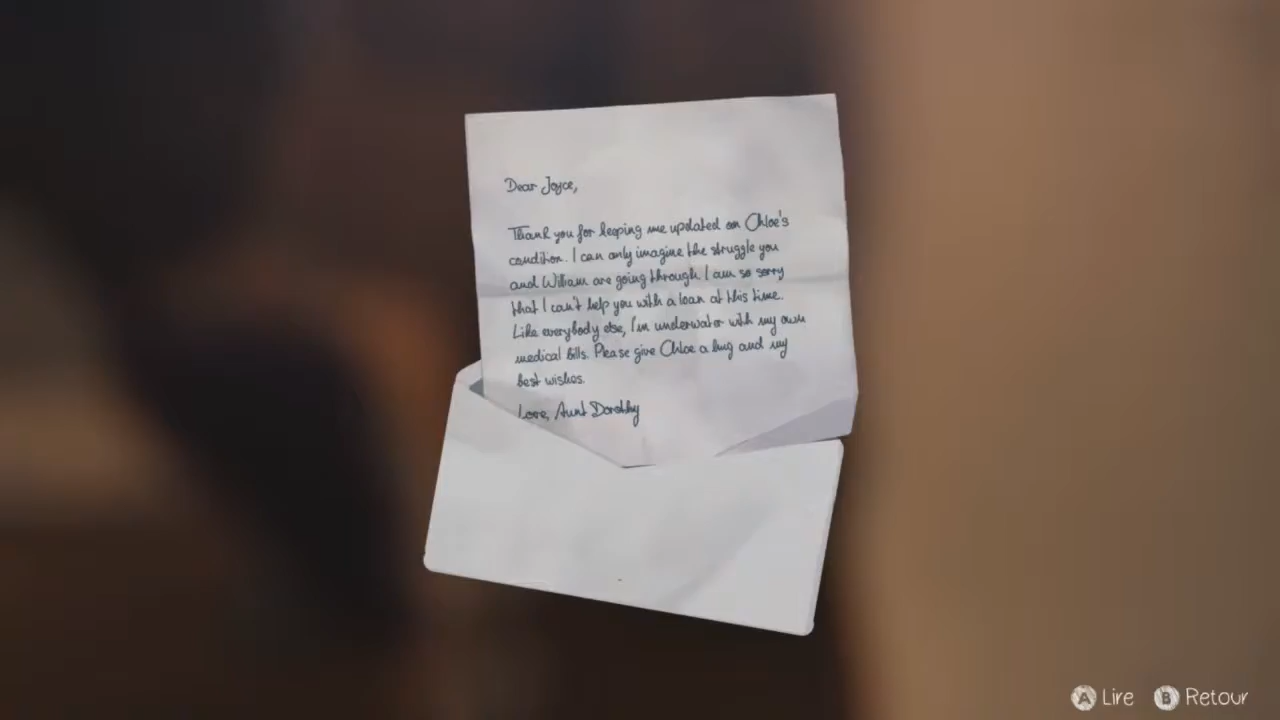 Dear Joyce,
Thank you for keeping me updated on Chloe's
condition. I can only imagine the struggle you
and William are going through. I am so sorry
that I can't help you with a loan at this time.
Like everybody else, I'm underwater with my own
medical bills. Please give Chloe a hug and my
best wishes.
Love, Aunt Dorothy
A Lire B Retour